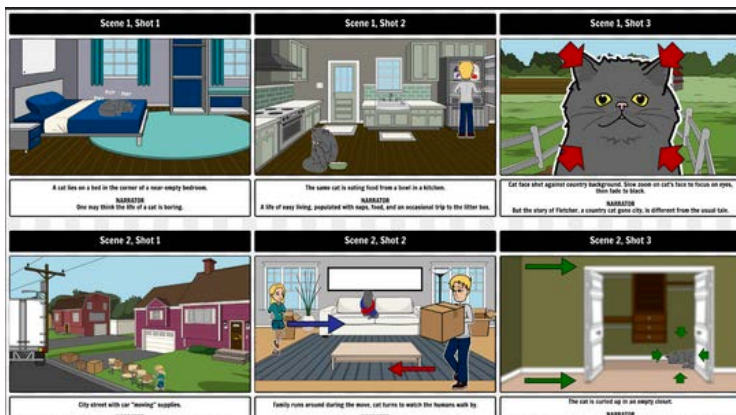 Scene 1, Shot 1
Scene 1, Shot 2
Scene 1, Shot 3
A cat lies on a bed in the corner of a near-empty bedroom.
NARRATOR
One may think the life of a cat is boring.
The same cat is eating food from a bowl in a kitchen.
NARRATOR
A life of easy living, populated with naps, food, and an occasional trip to the litter box.
Cat face shot against country background. Slow zoom on cat's face to focus on eyes,
then fade to black.
NARRATOR
But the story of Fletcher, a country cat gone city, is different from the usual tale.
Scene 2, Shot 1
Scene 2, Shot 2
Scene 2, Shot 3
City street with car "moving" supplies.
Family runs around during the move, cat turns to watch the humans walk by.
The cat is curled up in an empty closet.